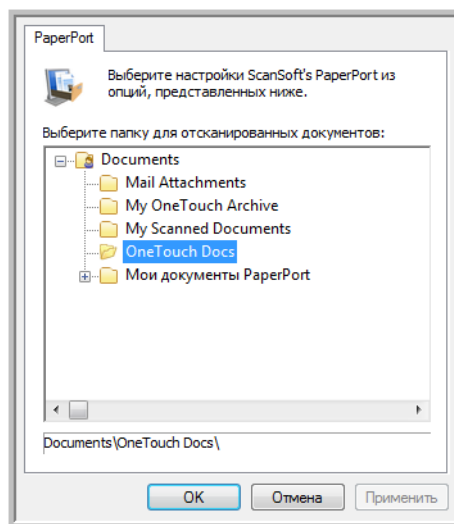 PaperPort
Выберите настройки ScanSoft's PaperPort из
опций, представленных ниже.
Выберите папку для отсканированных документов:
Documents
Mail Attachments
My OneTouch Archive
My Scanned Documents
OneTouch Docs
Мои документы PaperPort
Documents\OneTouch Docs\
OK
Отмена
Применить